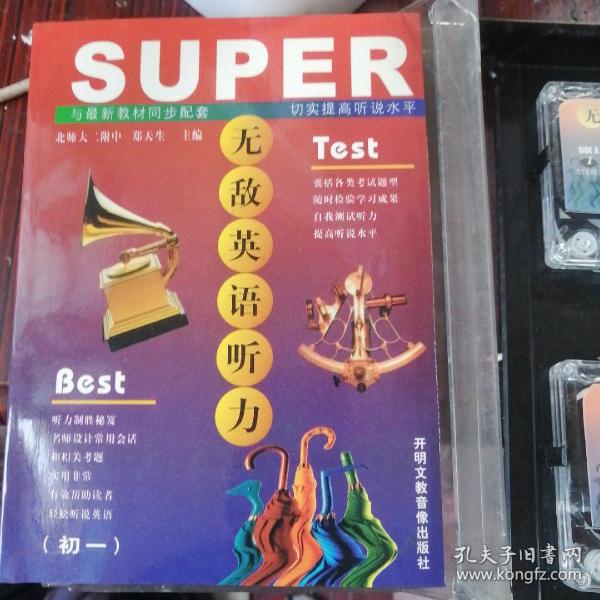 SUPER
与最新教材同步配套
切实提高听说水平
北师大二附中 郑天生 主编
无敌英语听力
Test
囊括各类考试题型
随时检验学习成果
自我测试听力
提高听说水平
Best
听力制胜秘笈
名师设计常用会话
和相关考题
实用非常
有效帮助读者
轻松听说英语
(初一)
开明文教音像出版社
无
SIDE A
1
STEREO
孔夫子旧书网
www.kongfz.com